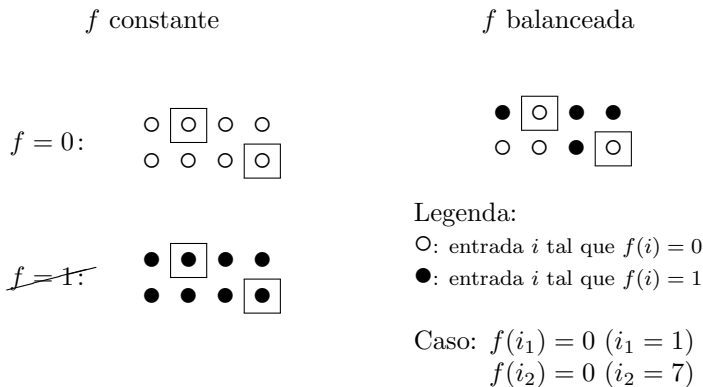 f constante
f balanceada
f = 0:
f = 1:
Legenda:
○: entrada i tal que f(i) = 0
●: entrada i tal que f(i) = 1
Caso: f(i₁) = 0 (i₁ = 1)
f(i₂) = 0 (i₂ = 7)